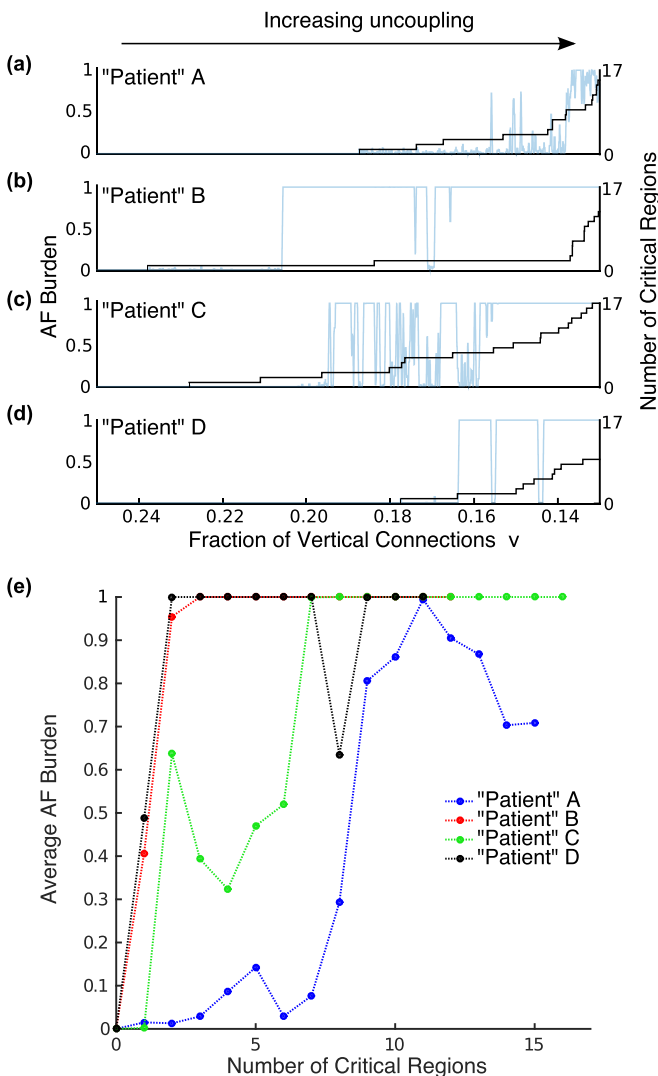 Increasing uncoupling
(a)
"Patient" A
1
0.5
0
17
0
(b)
"Patient" B
1
0.5
0
17
0
(c)
"Patient" C
1
0.5
0
17
0
(d)
"Patient" D
1
0.5
0
17
0
AF Burden
Number of Critical Regions
0.24 0.22 0.20 0.18 0.16 0.14
Fraction of Vertical Connections v
(e)
1
0.9
0.8
0.7
0.6
0.5
0.4
0.3
0.2
0.1
0
Average AF Burden
"Patient" A
"Patient" B
"Patient" C
"Patient" D
0 5 10 15
Number of Critical Regions